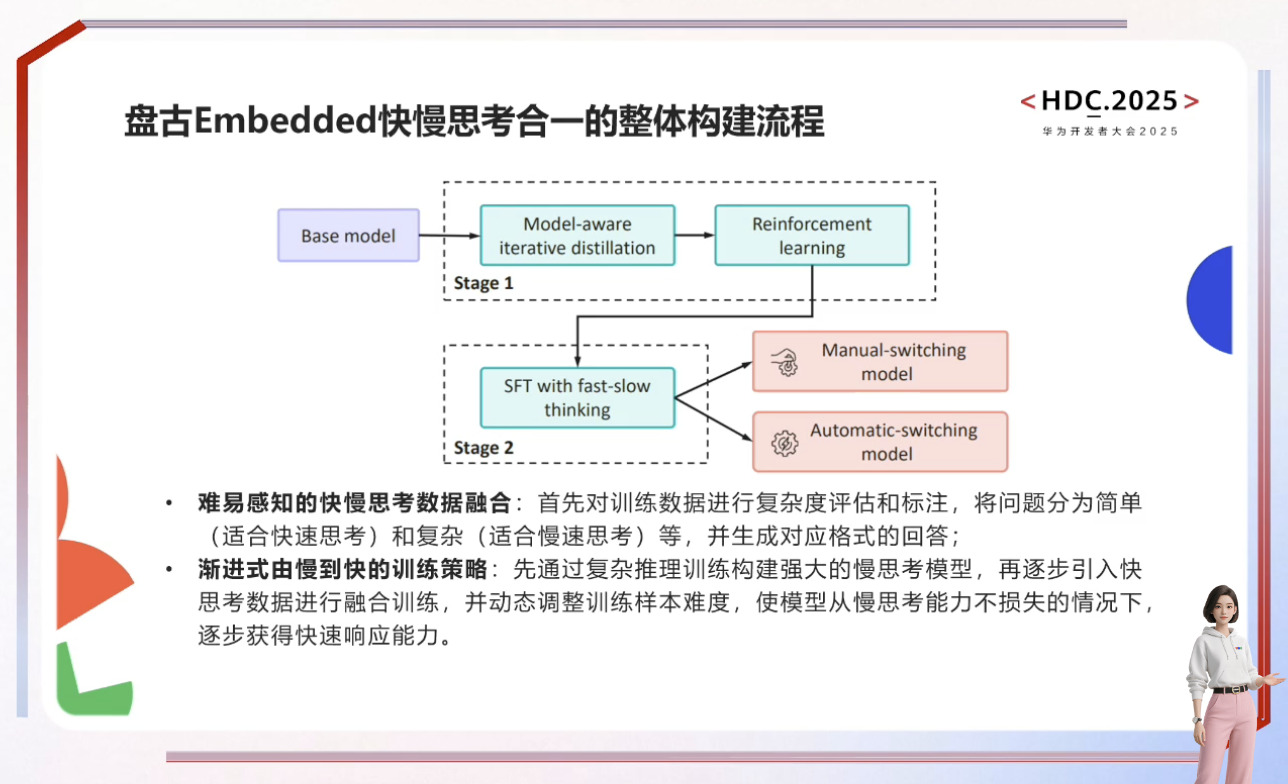 盘古Embedded快慢思考合一的整体构建流程
<HDC.2025>
华为开发者大会2025
Base model
Model-aware
iterative distillation
Reinforcement
learning
Stage 1
SFT with fast-slow
thinking
Stage 2
Manual-switching
model
Automatic-switching
model
• 难易感知的快慢思考数据融合：首先对训练数据进行复杂度评估和标注，将问题分为简单
（适合快速思考）和复杂（适合慢速思考）等，并生成对应格式的回答；
• 渐进式由慢到快的训练策略：先通过复杂推理训练构建强大的慢思考模型，再逐步引入快
思考数据进行融合训练，并动态调整训练样本难度，使模型从慢思考能力不损失的情况下，
逐步获得快速响应能力。